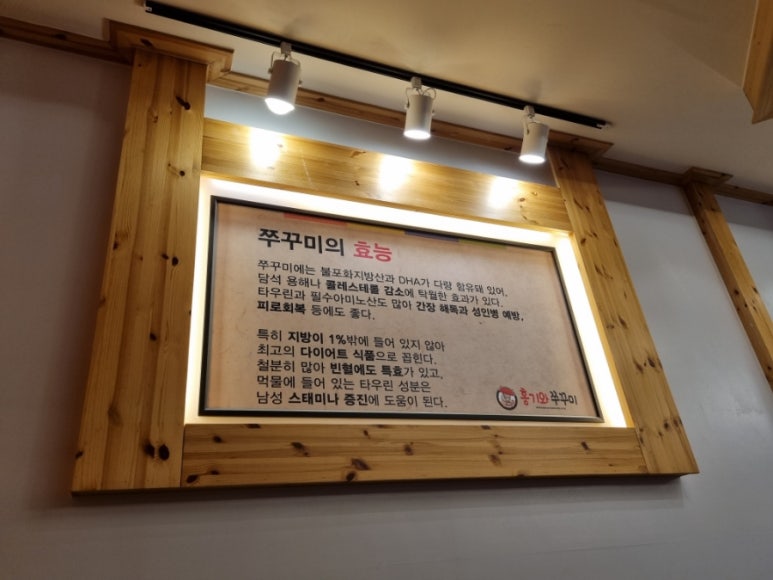 쭈꾸미의 효능
쭈꾸미에는 불포화지방산과 DHA가 다량 함유돼 있어,
담석 용해나 콜레스테롤 감소에 탁월한 효과가 있다.
타우린과 필수아미노산도 많아 간장 해독과 성인병 예방,
피로회복 등에도 좋다.
특히 지방이 1%밖에 들어 있지 않아
최고의 다이어트 식품으로 꼽힌다.
철분히 많아 빈혈에도 특효가 있고,
먹물에 들어 있는 타우린 성분은
남성 스태미나 증진에 도움이 된다.
홍기와 쭈꾸미